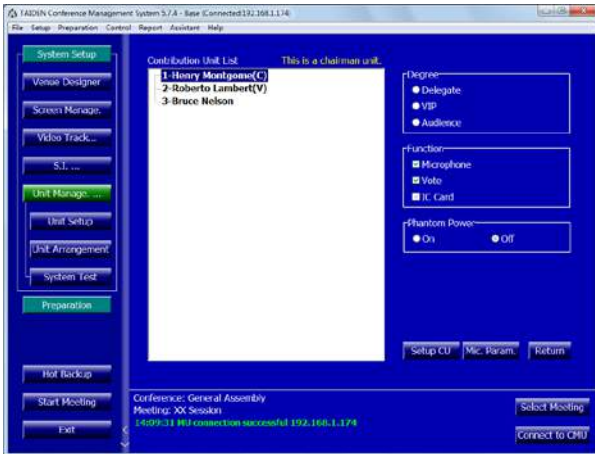 TAIDEN Conference Management System 5.7.4 - Base (Connected:192.168.1.174)
File Setup Preparation Control Report Assistant Help
System Setup
Venue Designer
Screen Manage.
Video Track...
S.I. ...
Unit Manage. ...
Unit Setup
Unit Arrangement
System Test
Preparation
Hot Backup
Start Meeting
Exit
Contribution Unit List
This is a chairman unit.
1-Henry Montgome(C)
2-Roberto Lambert(V)
3-Bruce Nelson
Degree
Delegate
VIP
Audience
Function
Microphone
Vote
IC Card
Phantom Power
On Off
Setup CU Mic. Param. Return
Conference: General Assembly
Meeting: XX Session
14:09:31 MU connection successful 192.168.1.174
Select Meeting
Connect to CMU